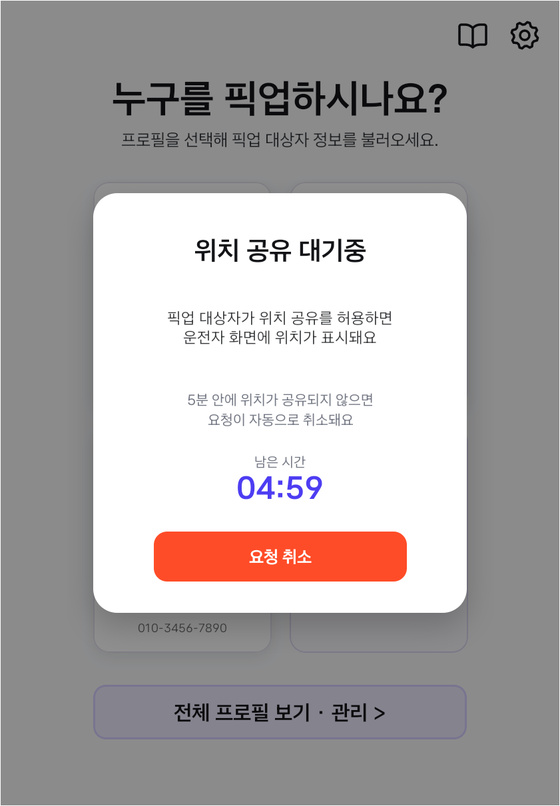 누구를 픽업하시나요?
프로필을 선택해 픽업 대상자 정보를 불러오세요.
위치 공유 대기중
픽업 대상자가 위치 공유를 허용하면
운전자 화면에 위치가 표시돼요
5분 안에 위치가 공유되지 않으면
요청이 자동으로 취소돼요
남은 시간
04:59
요청 취소
010-3456-7890
전체 프로필 보기 · 관리 >